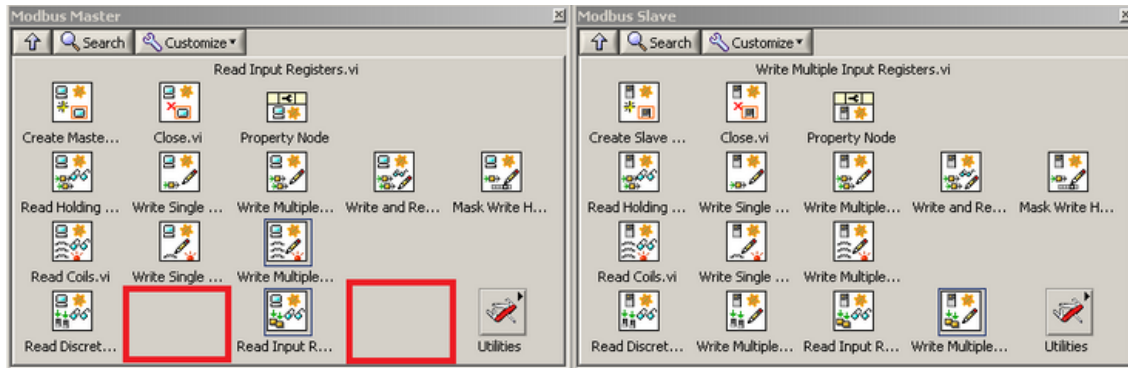 Modbus Master
Search Customize
Read Input Registers.vi
Create Maste... Close.vi Property Node
Read Holding ... Write Single ... Write Multiple... Write and Re... Mask Write H...
Read Coils.vi Write Single ... Write Multiple...
Read Discret... Read Input R... Utilities
Modbus Slave
Search Customize
Write Multiple Input Registers.vi
Create Slave ... Close.vi Property Node
Read Holding ... Write Single ... Write Multiple... Write and Re... Mask Write H...
Read Coils.vi Write Single ... Write Multiple...
Read Discret... Write Multiple... Read Input R... Write Multiple... Utilities